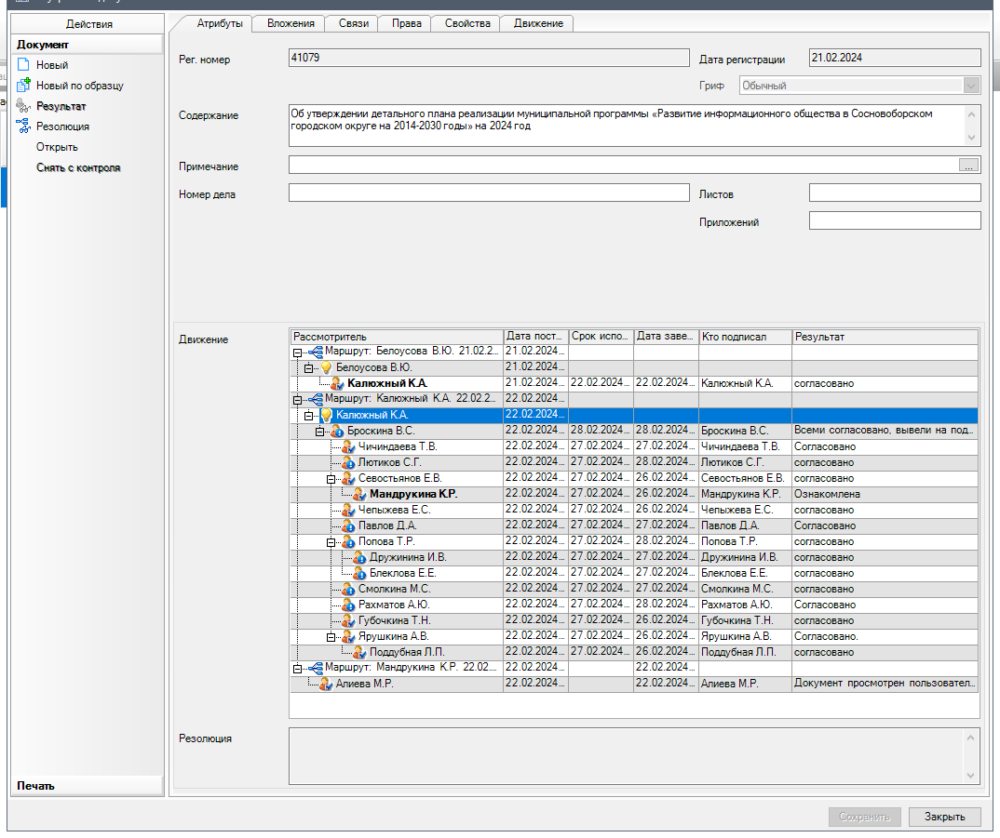 Действия
Документ
Новый
Новый по образцу
Результат
Резолюция
Открыть
Снять с контроля
Печать
Атрибуты Вложения Связи Права Свойства Движение
Рег. номер 41079 Дата регистрации 21.02.2024
Гриф Обычный
Содержание Об утверждении детального плана реализации муниципальной программы «Развитие информационного общества в Сосновоборском
городском округе на 2014-2030 годы» на 2024 год
Примечание ...
Номер дела Листов
Приложений
Движение
Рассмотритель Дата пост... Срок испо... Дата заве... Кто подписал Результат
Маршрут: Белоусова В.Ю. 21.02.2... 21.02.2024...
Белоусова В.Ю. 21.02.2024...
Калюжный К.А. 21.02.2024... 22.02.2024... 22.02.2024... Калюжный К.А. согласовано
Маршрут: Калюжный К.А. 22.02.2... 22.02.2024...
Калюжный К.А. 22.02.2024...
Броскина В.С. 22.02.2024... 28.02.2024... 28.02.2024... Броскина В.С. Всеми согласовано, вывели на под...
Чичиндаева Т.В. 22.02.2024... 27.02.2024... 27.02.2024... Чичиндаева Т.В. Согласовано
Лютиков С.Г. 22.02.2024... 27.02.2024... 28.02.2024... Лютиков С.Г. согласовано
Севостьянов Е.В. 22.02.2024... 27.02.2024... 26.02.2024... Севостьянов Е.В. согласовано
Мандрукина К.Р. 22.02.2024... 27.02.2024... 26.02.2024... Мандрукина К.Р. Ознакомлена
Чепыжева Е.С. 22.02.2024... 27.02.2024... 26.02.2024... Чепыжева Е.С. согласовано
Павлов Д.А. 22.02.2024... 27.02.2024... 27.02.2024... Павлов Д.А. Согласовано
Попова Т.Р. 22.02.2024... 27.02.2024... 28.02.2024... Попова Т.Р. согласовано
Дружинина И.В. 22.02.2024... 27.02.2024... 27.02.2024... Дружинина И.В. согласовано
Блеклова Е.Е. 22.02.2024... 27.02.2024... 27.02.2024... Блеклова Е.Е. согласовано
Смолкина М.С. 22.02.2024... 27.02.2024... 27.02.2024... Смолкина М.С. согласовано
Рахматов А.Ю. 22.02.2024... 27.02.2024... 28.02.2024... Рахматов А.Ю. Согласовано
Губочкина Т.Н. 22.02.2024... 27.02.2024... 26.02.2024... Губочкина Т.Н. согласовано
Ярушкина А.В. 22.02.2024... 27.02.2024... 26.02.2024... Ярушкина А.В. Согласовано.
Поддубная Л.П. 22.02.2024... 27.02.2024... 26.02.2024... Поддубная Л.П. согласовано
Маршрут: Мандрукина К.Р. 22.02.... 22.02.2024... 22.02.2024...
Алиева М.Р. 22.02.2024... 22.02.2024... Алиева М.Р. Документ просмотрен пользовател...
Резолюция
Сохранить Закрыть